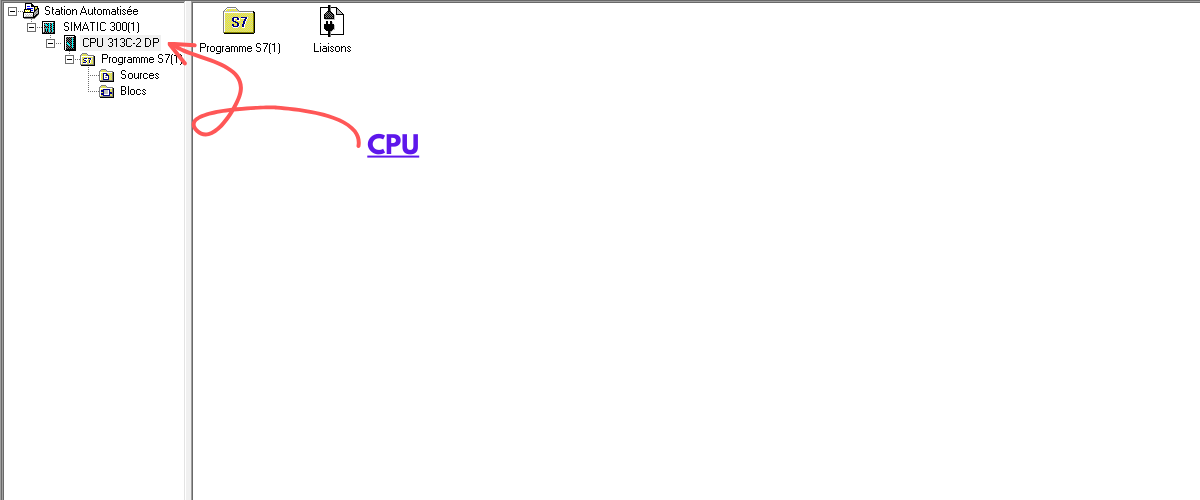 Station Automatisée
SIMATIC 300(1)
CPU 313C-2 DP
Programme S7(1)
Sources
Blocs
S7
Programme S7(1)
Liaisons
CPU